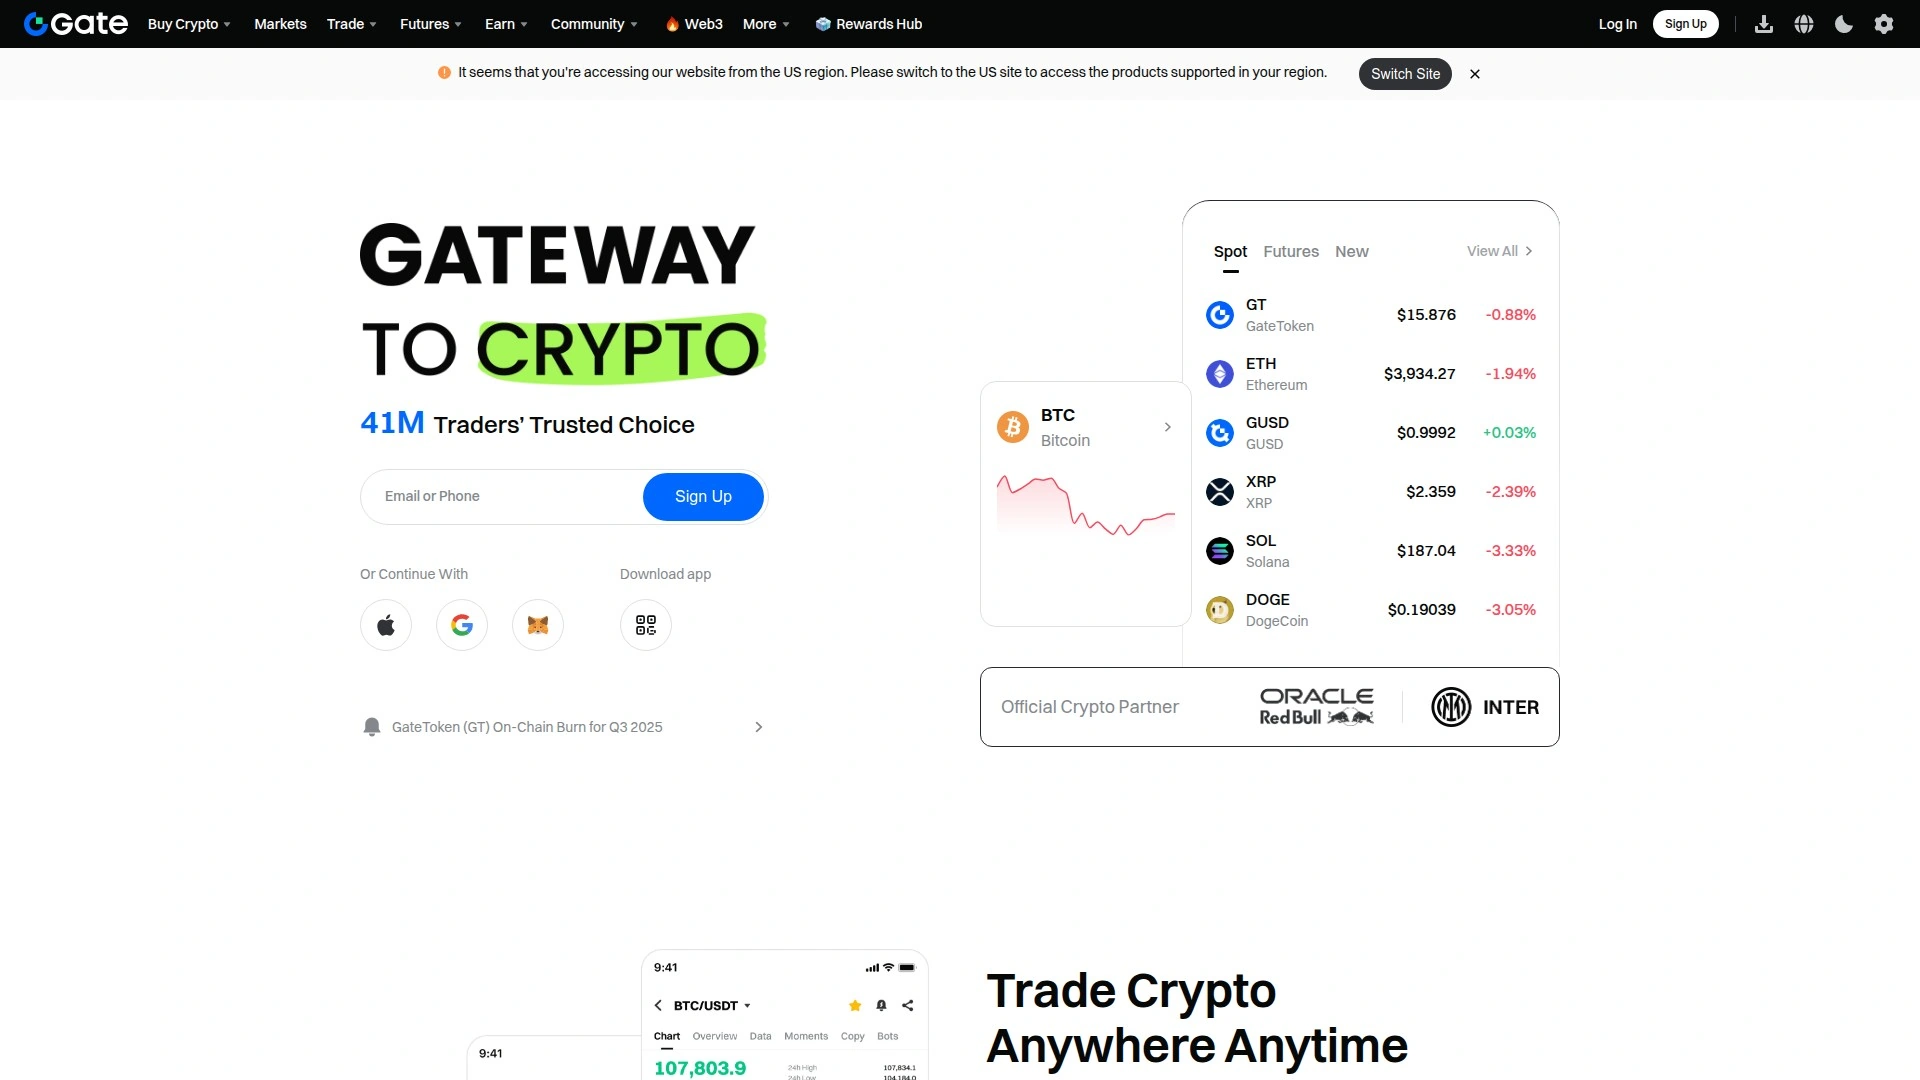 Gate
Buy Crypto
Markets
Trade
Futures
Earn
Community
Web3
More
Rewards Hub
Log In
Sign Up
It seems that you're accessing our website from the US region. Please switch to the US site to access the products supported in your region.
Switch Site
GATEWAY
TO CRYPTO
41M Traders’ Trusted Choice
Email or Phone
Sign Up
Or Continue With
Download app
GateToken (GT) On-Chain Burn for Q3 2025
BTC
Bitcoin
Spot Futures New View All
GT
GateToken
$15.876 -0.88%
ETH
Ethereum
$3,934.27 -1.94%
GUSD
GUSD
$0.9992 +0.03%
XRP
XRP
$2.359 -2.39%
SOL
Solana
$187.04 -3.33%
DOGE
DogeCoin
$0.19039 -3.05%
Official Crypto Partner
ORACLE
Red Bull
INTER
9:41
BTC/USDT
Chart Overview Data Moments Copy Bots
107,803.9
24h High 107,834.1
24h Low 104,184.0
9:41
Trade Crypto
Anywhere Anytime